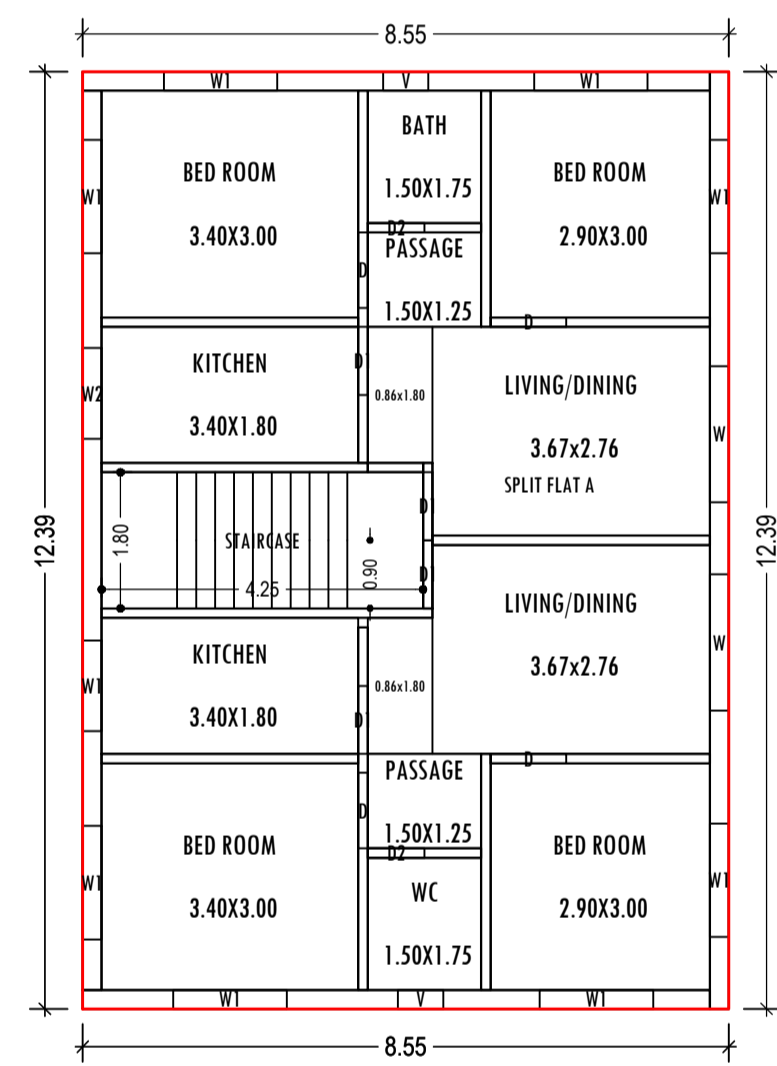 8.55
W1 V W1
BED ROOM
3.40X3.00
BATH
1.50X1.75
BED ROOM
2.90X3.00
W1
W1
D2
PASSAGE
1.50X1.25
D
D
KITCHEN
3.40X1.80
W2
D1
0.86x1.80
LIVING/DINING
3.67x2.76
SPLIT FLAT A
W
12.39
12.39
1.80
STAIRCASE
4.25
0.90
D
D
LIVING/DINING
3.67x2.76
W
KITCHEN
3.40X1.80
W1
0.86x1.80
D
PASSAGE
1.50X1.25
D
D2
BED ROOM
3.40X3.00
WC
1.50X1.75
BED ROOM
2.90X3.00
W1
W1
W1 V W1
8.55